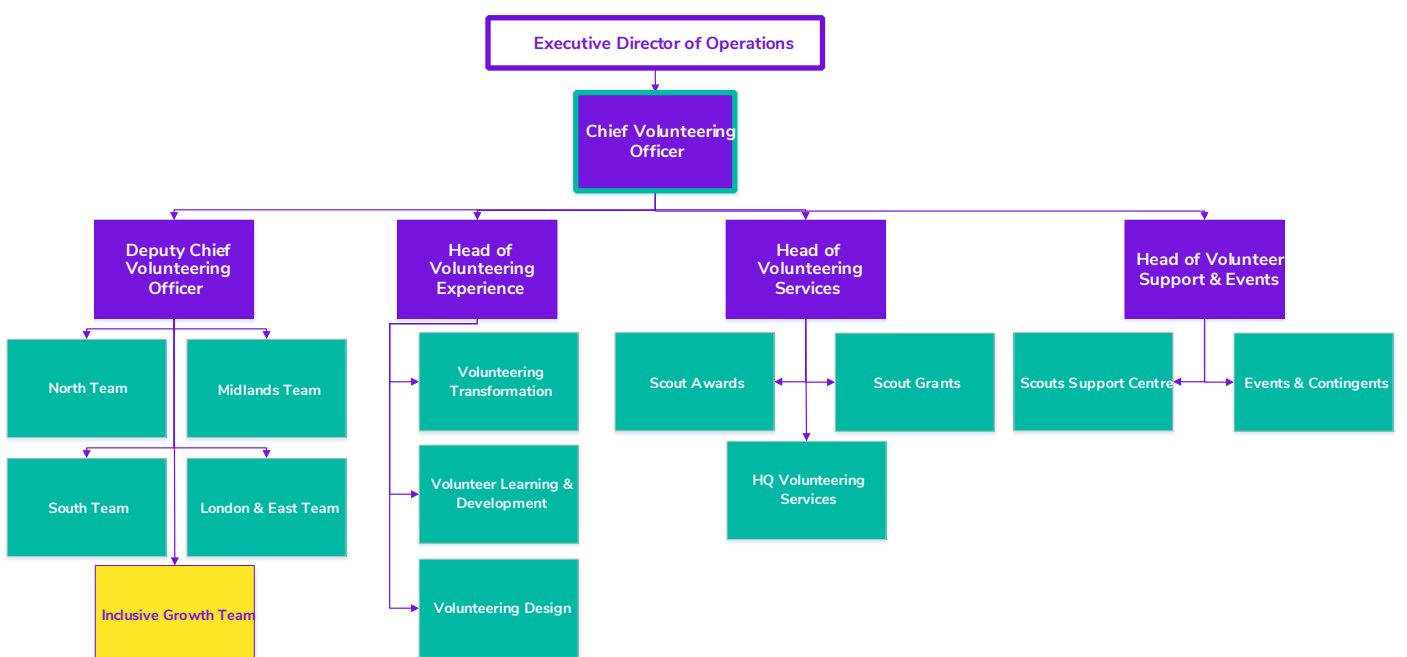 Executive Director of Operations
Chief Volunteering
Officer
Deputy Chief
Volunteering
Officer
Head of
Volunteering
Experience
Head of
Volunteering
Services
Head of Volunteer
Support & Events
North Team
Midlands Team
South Team
London & East Team
Inclusive Growth Team
Volunteering
Transformation
Volunteer Learning &
Development
Volunteering Design
Scout Awards
Scout Grants
HQ Volunteering
Services
Scouts Support Centre
Events & Contingents